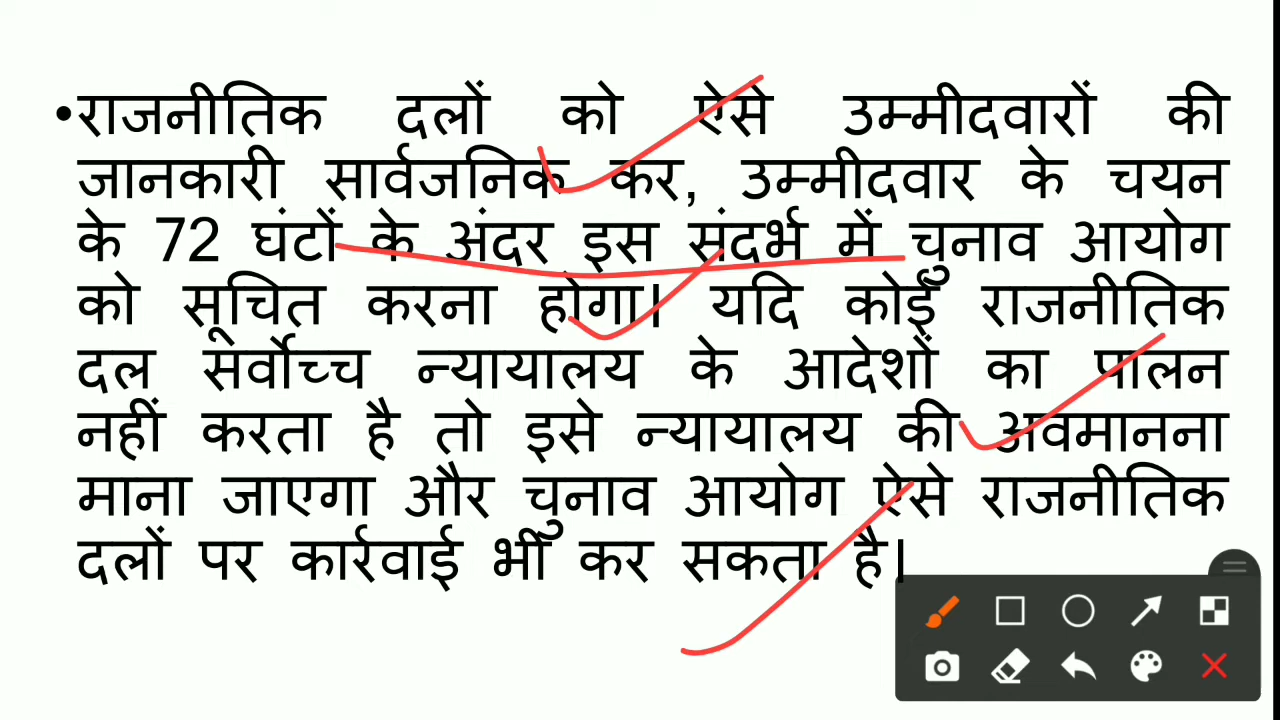 •राजनीतिक दलों को ऐसे उम्मीदवारों की
जानकारी सार्वजनिक कर, उम्मीदवार के चयन
के 72 घंटों के अंदर इस संदर्भ में चुनाव आयोग
को सूचित करना होगा। यदि कोई राजनीतिक
दल सर्वोच्च न्यायालय के आदेशों का पालन
नहीं करता है तो इसे न्यायालय की अवमानना
माना जाएगा और चुनाव आयोग ऐसे राजनीतिक
दलों पर कार्रवाई भी कर सकता है।